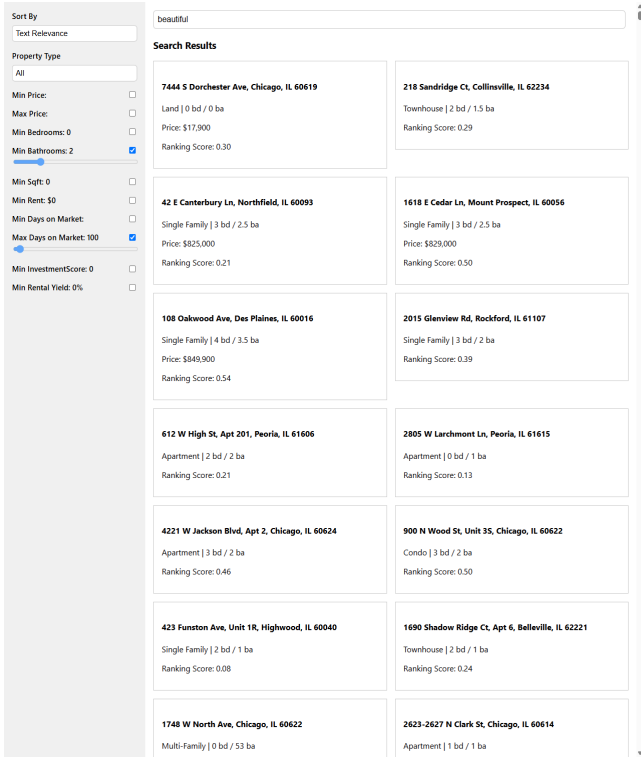 Sort By
Text Relevance
Property Type
All
Min Price:
Max Price:
Min Bedrooms: 0
Min Bathrooms: 2
Min Sqft: 0
Min Rent: $0
Min Days on Market:
Max Days on Market: 100
Min InvestmentScore: 0
Min Rental Yield: 0%
beautiful
Search Results
7444 S Dorchester Ave, Chicago, IL 60619
Land | 0 bd / 0 ba
Price: $17,900
Ranking Score: 0.30
218 Sandridge Ct, Collinsville, IL 62234
Townhouse | 2 bd / 1.5 ba
Ranking Score: 0.29
42 E Canterbury Ln, Northfield, IL 60093
Single Family | 3 bd / 2.5 ba
Price: $825,000
Ranking Score: 0.21
1618 E Cedar Ln, Mount Prospect, IL 60056
Single Family | 3 bd / 2.5 ba
Price: $829,000
Ranking Score: 0.50
108 Oakwood Ave, Des Plaines, IL 60016
Single Family | 4 bd / 3.5 ba
Price: $849,900
Ranking Score: 0.54
2015 Glenview Rd, Rockford, IL 61107
Single Family | 3 bd / 2 ba
Ranking Score: 0.39
612 W High St, Apt 201, Peoria, IL 61606
Apartment | 2 bd / 2 ba
Ranking Score: 0.21
2805 W Larchmont Ln, Peoria, IL 61615
Apartment | 0 bd / 1 ba
Ranking Score: 0.13
4221 W Jackson Blvd, Apt 2, Chicago, IL 60624
Apartment | 3 bd / 2 ba
Ranking Score: 0.46
900 N Wood St, Unit 3S, Chicago, IL 60622
Condo | 3 bd / 2 ba
Ranking Score: 0.50
423 Funston Ave, Unit 1R, Highwood, IL 60040
Single Family | 2 bd / 1 ba
Ranking Score: 0.08
1690 Shadow Ridge Ct, Apt 6, Belleville, IL 62221
Townhouse | 2 bd / 1 ba
Ranking Score: 0.24
1748 W North Ave, Chicago, IL 60622
Multi-Family | 0 bd / 53 ba
2623-2627 N Clark St, Chicago, IL 60614
Apartment | 1 bd / 1 ba